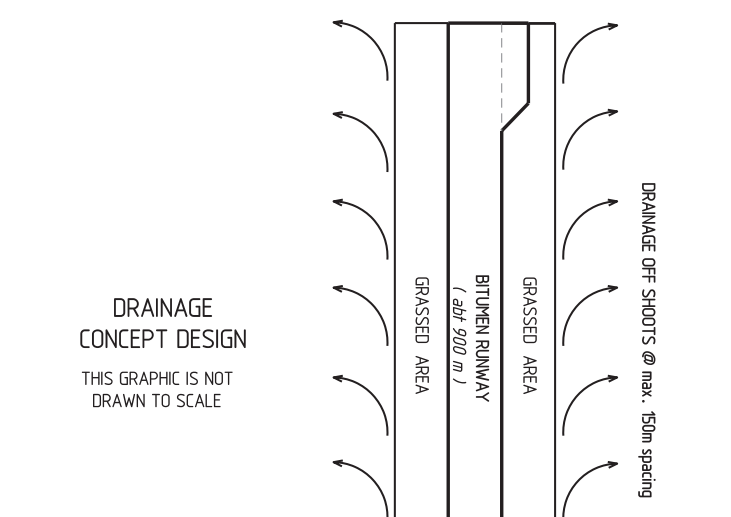 DRAINAGE
CONCEPT DESIGN
THIS GRAPHIC IS NOT
DRAWN TO SCALE
GRASSED AREA
BITUMEN RUNWAY
( abt 900 m )
GRASSED AREA
DRAINAGE OFF SHOOTS @ max. 150m spacing